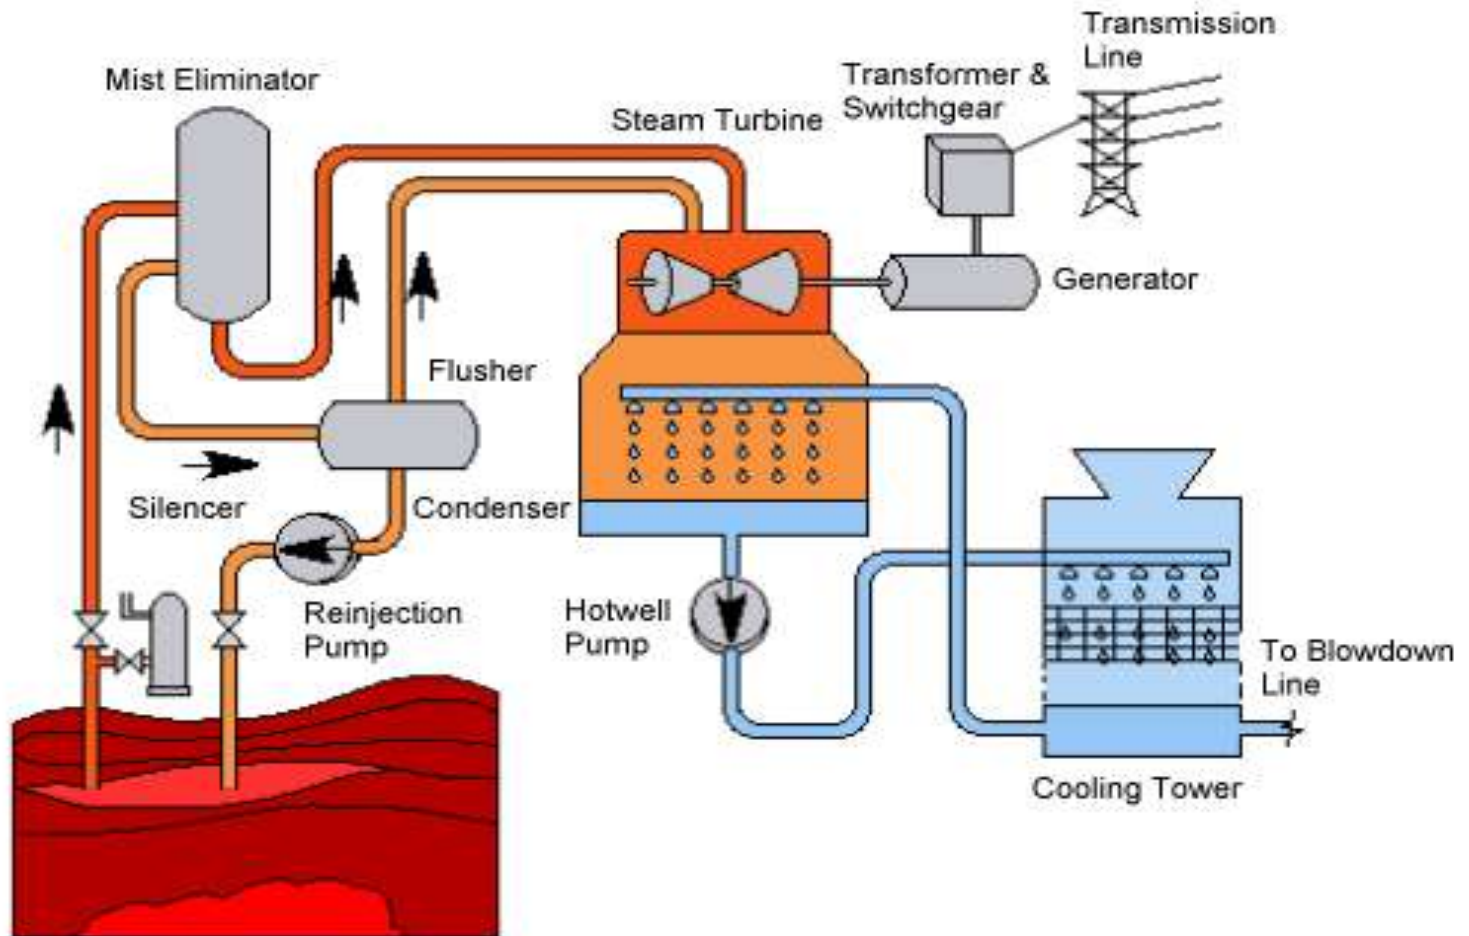 Transmission
Line
Transformer &
Switchgear
Mist Eliminator
Steam Turbine
Generator
Flusher
Silencer
Condenser
Reinjection
Pump
Hotwell
Pump
To Blowdown
Line
Cooling Tower